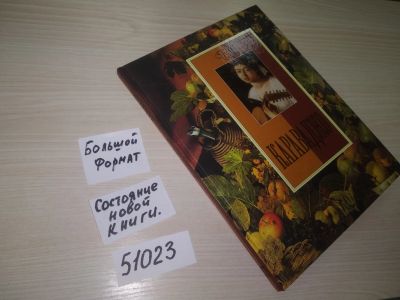 Большой
формат
Состояние
новой
книги.
51023
КАРАВАДЖО